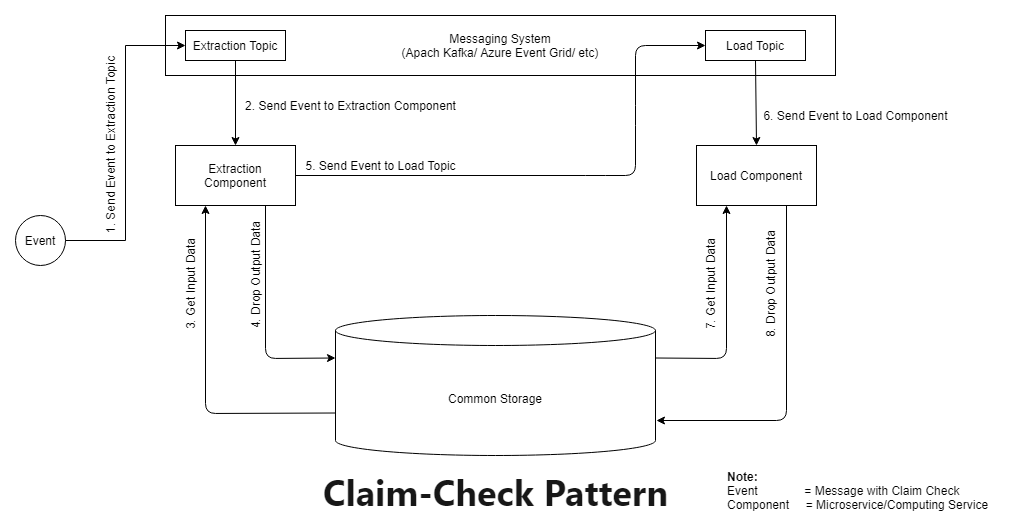 Messaging System
(Apach Kafka/ Azure Event Grid/ etc)
Extraction Topic
Load Topic
1. Send Event to Extraction Topic
2. Send Event to Extraction Component
6. Send Event to Load Component
Extraction
Component
5. Send Event to Load Topic
Load Component
Event
3. Get Input Data
4. Drop Output Data
7. Get Input Data
8. Drop Output Data
Common Storage
Claim-Check Pattern
Note:
Event = Message with Claim Check
Component = Microservice/Computing Service